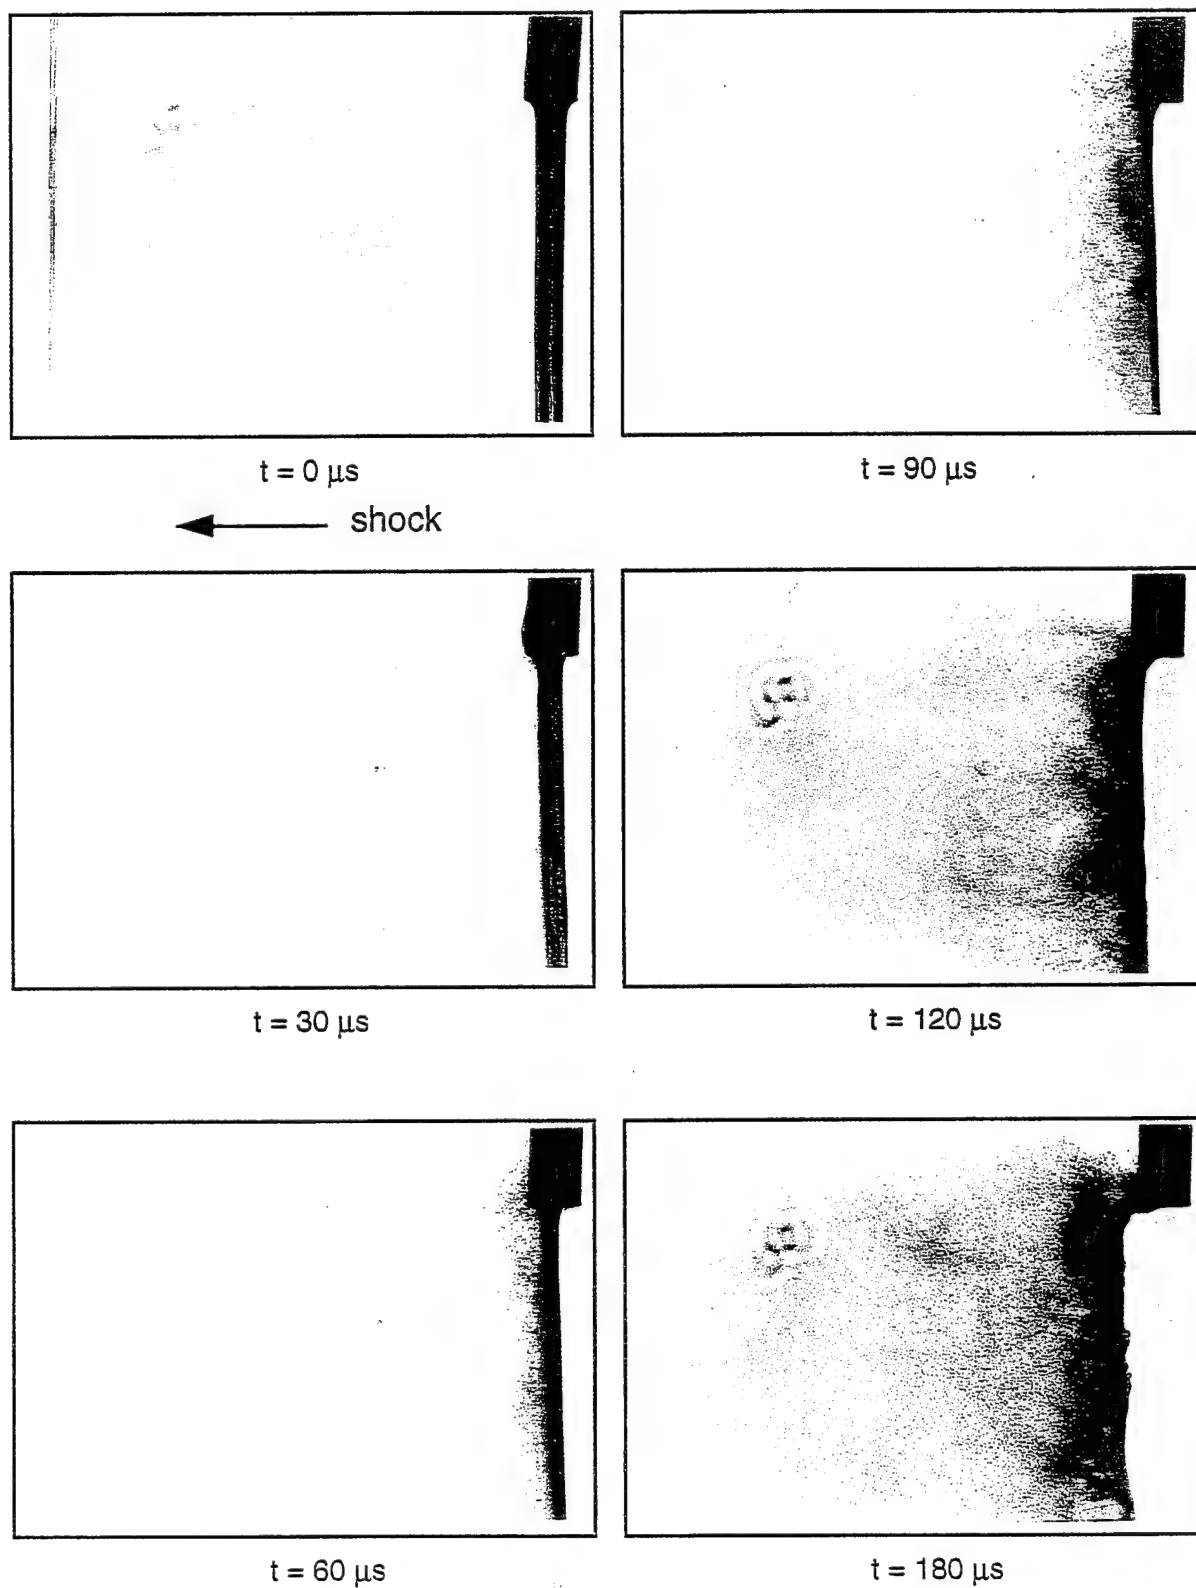 t = 0 μs
t = 90 μs
shock
t = 30 μs
t = 120 μs
t = 60 μs
t = 180 μs